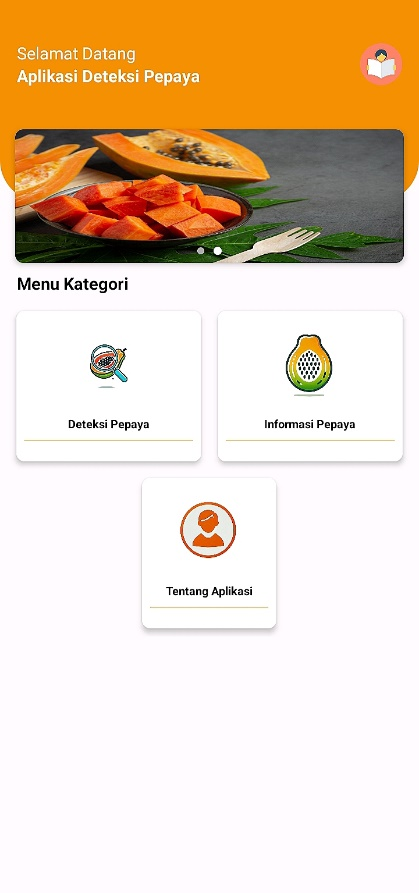 Selamat Datang
Aplikasi Deteksi Pepaya
Menu Kategori
Deteksi Pepaya
Informasi Pepaya
Tentang Aplikasi